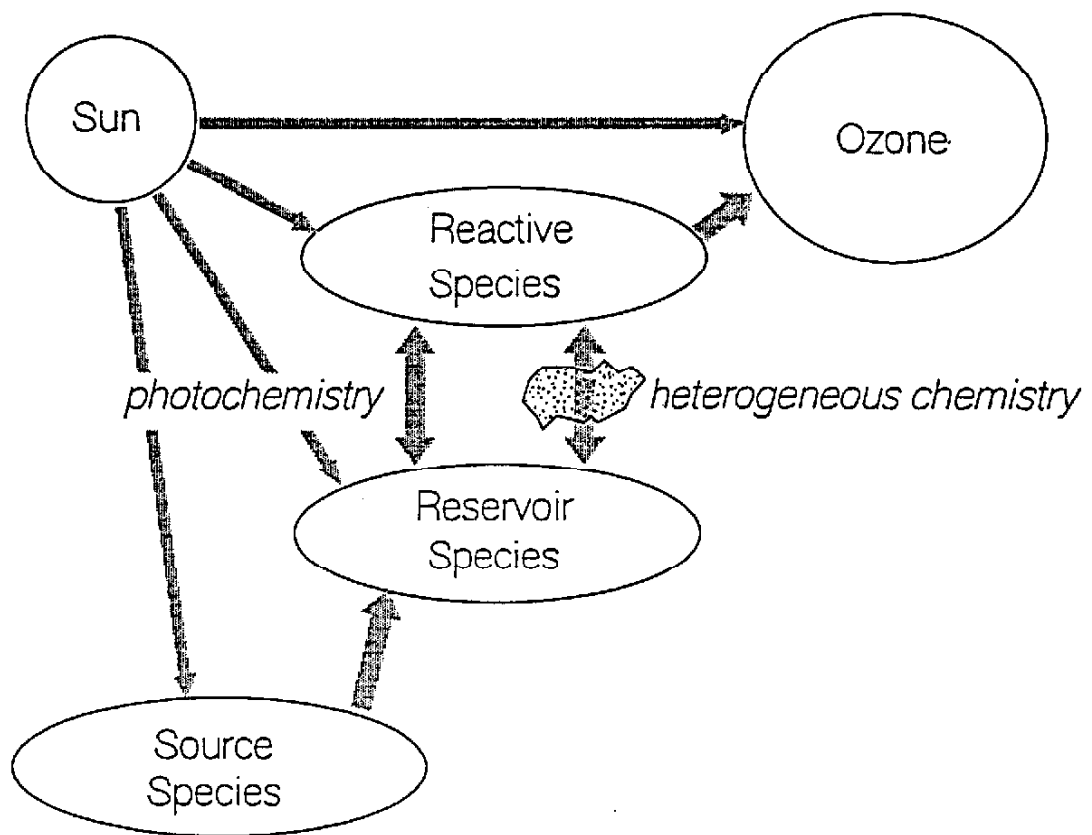 Sun
Ozone
Reactive
Species
photochemistry
heterogeneous chemistry
Reservoir
Species
Source
Species